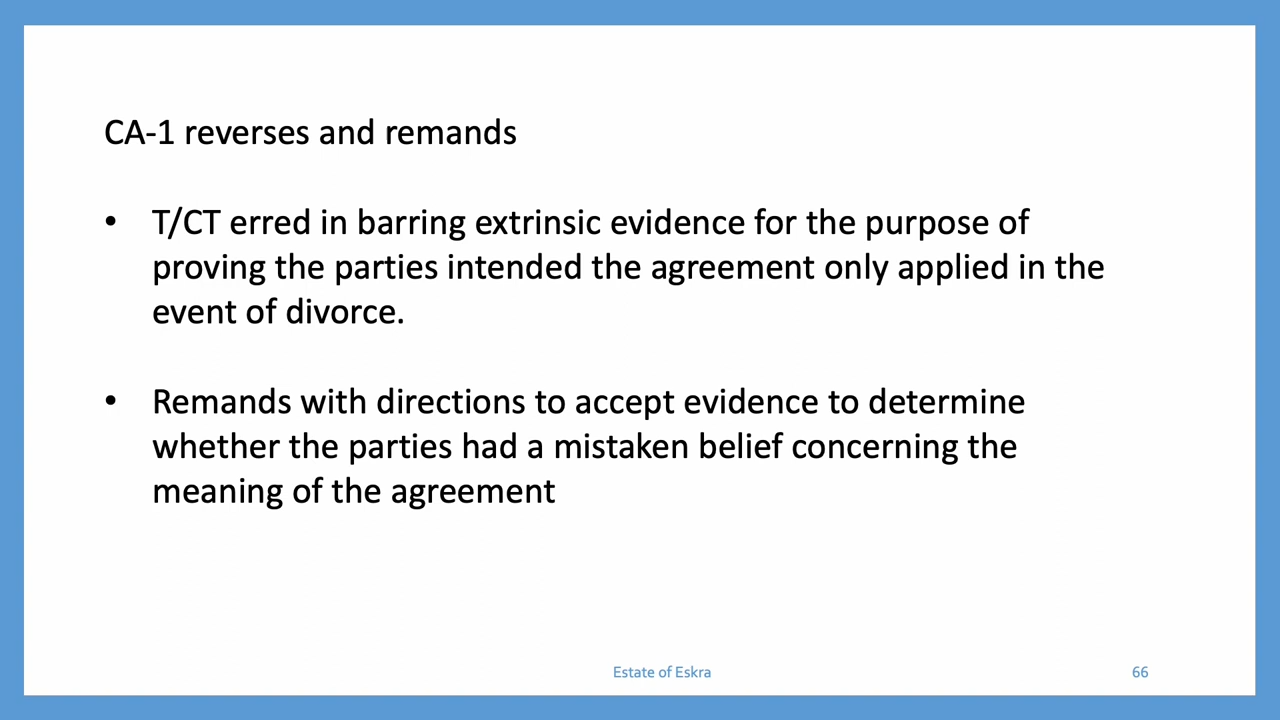 CA-1 reverses and remands
• T/CT erred in barring extrinsic evidence for the purpose of
proving the parties intended the agreement only applied in the
event of divorce.
• Remands with directions to accept evidence to determine
whether the parties had a mistaken belief concerning the
meaning of the agreement
Estate of Eskra
66